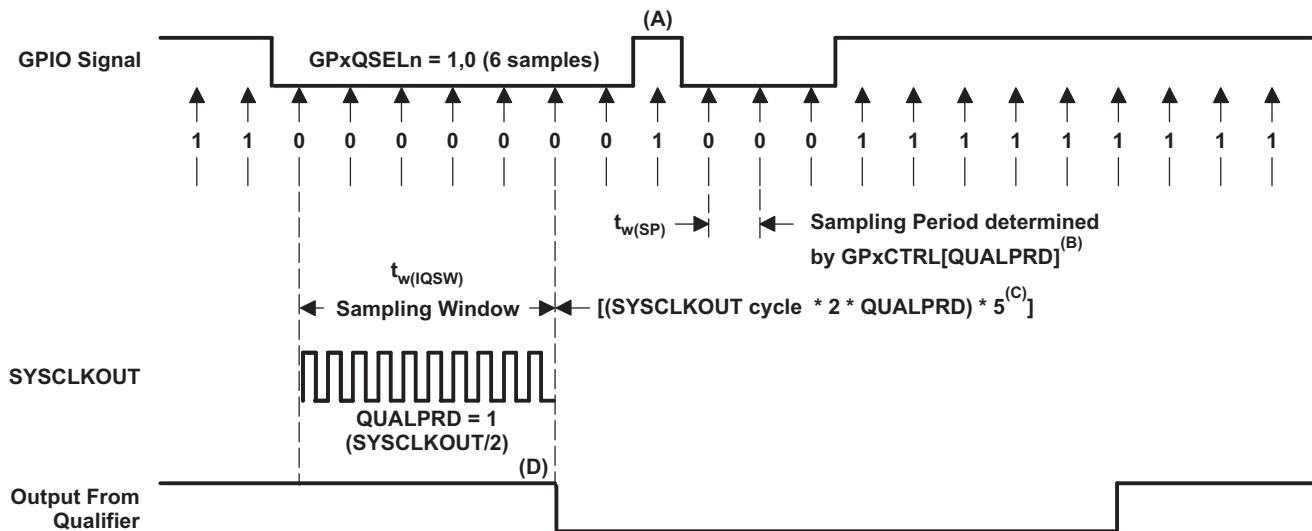 (A)
GPIO Signal
GPxQSELn = 1,0 (6 samples)
1 1 0 0 0 0 0 0 0 1 0 0 0 1 1 1 1 1 1 1 1 1
t_w(SP)
Sampling Period determined
by GPxCTRL[QUALPRD](B)
t_w(IQSW)
Sampling Window
[(SYSCLKOUT cycle * 2 * QUALPRD) * 5(C)]
SYSCLKOUT
QUALPRD = 1
(SYSCLKOUT/2)
(D)
Output From
Qualifier